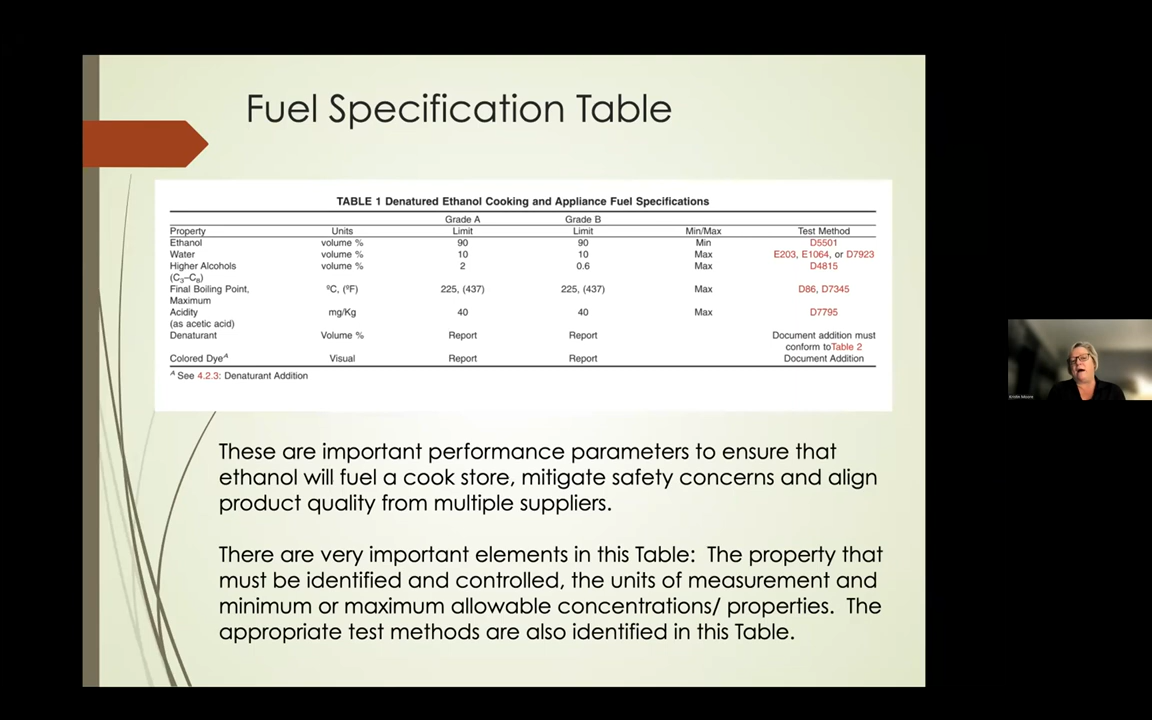 Fuel Specification Table
TABLE 1 Denatured Ethanol Cooking and Appliance Fuel Specifications
Grade A Grade B
Property Units Limit Limit Min/Max Test Method
Ethanol volume % 90 90 Min D5501
Water volume % 10 10 Max E203, E1064, or D7923
Higher Alcohols volume % 2 0.6 Max D4815
(C3–C8)
Final Boiling Point, ºC, (ºF) 225, (437) 225, (437) Max D86, D7345
Maximum
Acidity mg/Kg 40 40 Max D7795
(as acetic acid)
Denaturant Volume % Report Report Document addition must
conform toTable 2
Colored DyeA Visual Report Report Document Addition
A See 4.2.3: Denaturant Addition
These are important performance parameters to ensure that
ethanol will fuel a cook store, mitigate safety concerns and align
product quality from multiple suppliers.
There are very important elements in this Table:  The property that
must be identified and controlled, the units of measurement and
minimum or maximum allowable concentrations/ properties.  The
appropriate test methods are also identified in this Table.